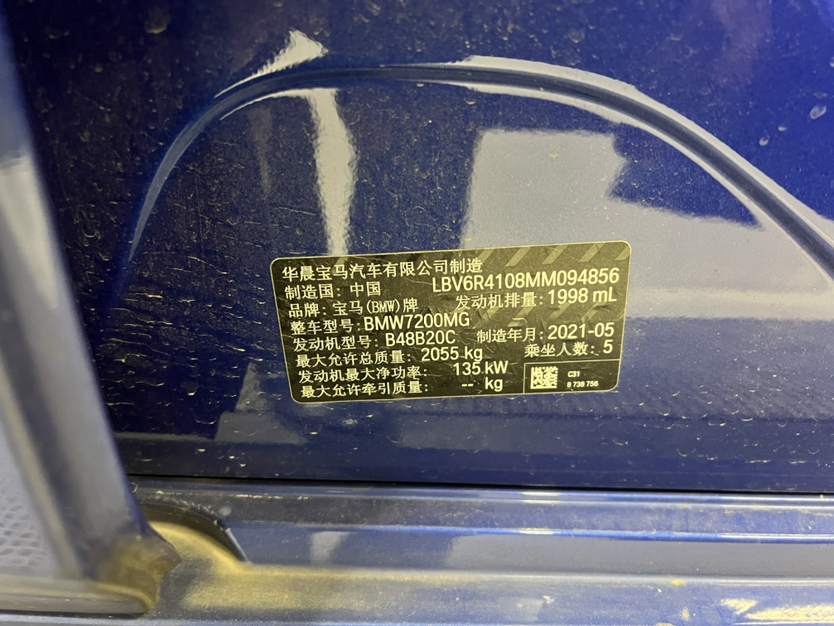 华晨宝马汽车有限公司制造
制造国: 中国 LBV6R4108MM094856
品牌: 宝马(BMW)牌 发动机排量: 1998 mL
整车型号: BMW7200MG
发动机型号: B48B20C 制造年月: 2021-05
最大允许总质量: 2055 kg 乘坐人数: 5
发动机最大净功率: 135 kW
最大允许牵引质量: -- kg
C31
8 738 756